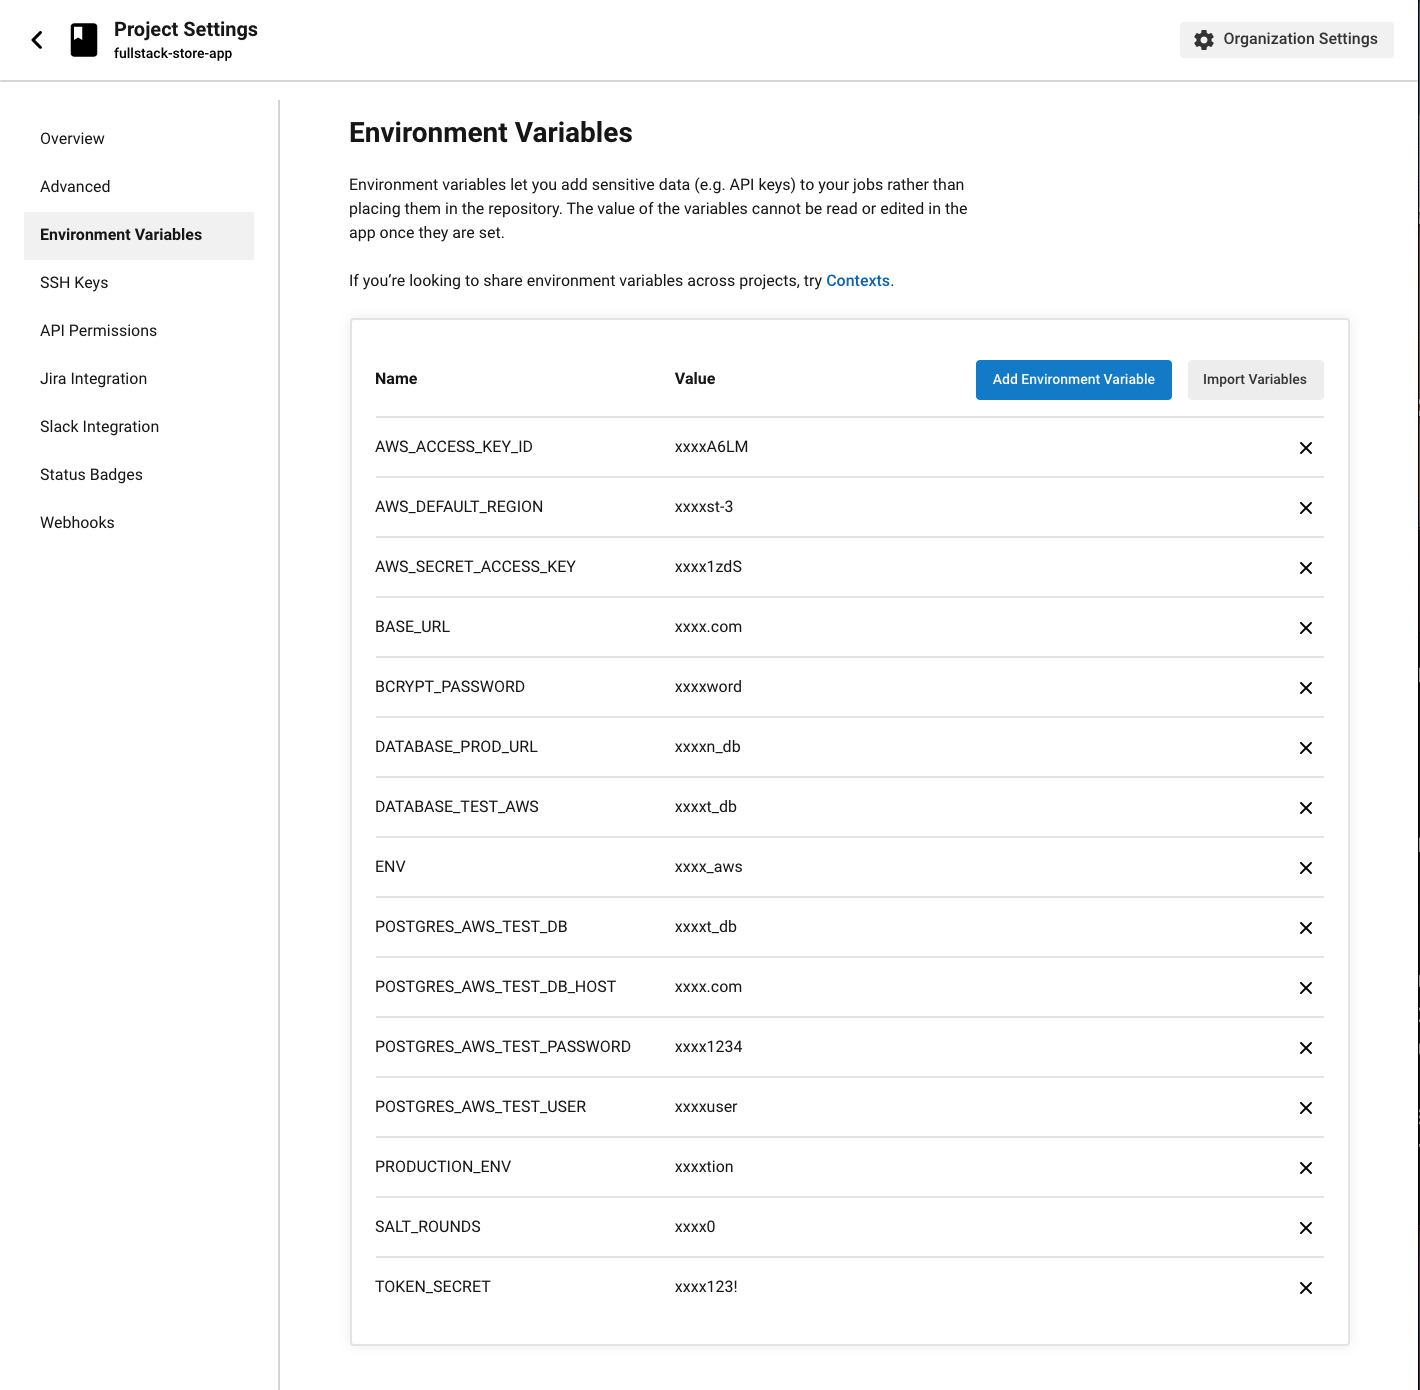 Project Settings
fullstack-store-app
Organization Settings
Overview
Advanced
Environment Variables
SSH Keys
API Permissions
Jira Integration
Slack Integration
Status Badges
Webhooks
Environment Variables
Environment variables let you add sensitive data (e.g. API keys) to your jobs rather than
placing them in the repository. The value of the variables cannot be read or edited in the
app once they are set.
If you’re looking to share environment variables across projects, try Contexts.
Name Value Add Environment Variable Import Variables
AWS_ACCESS_KEY_ID xxxxA6LM
AWS_DEFAULT_REGION xxxxst-3
AWS_SECRET_ACCESS_KEY xxxx1zdS
BASE_URL xxxx.com
BCRYPT_PASSWORD xxxxword
DATABASE_PROD_URL xxxxn_db
DATABASE_TEST_AWS xxxxt_db
ENV xxxx_aws
POSTGRES_AWS_TEST_DB xxxxt_db
POSTGRES_AWS_TEST_DB_HOST xxxx.com
POSTGRES_AWS_TEST_PASSWORD xxxx1234
POSTGRES_AWS_TEST_USER xxxxuser
PRODUCTION_ENV xxxxtion
SALT_ROUNDS xxxx0
TOKEN_SECRET xxxx123!